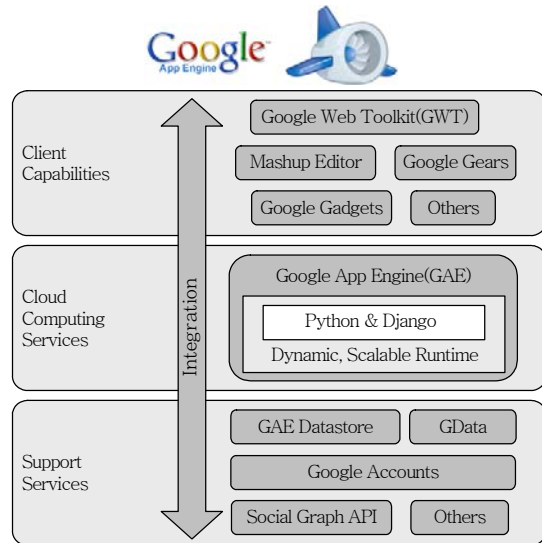 Google™
App Engine
Client
Capabilities
Google Web Toolkit(GWT)
Mashup Editor
Google Gears
Google Gadgets
Others
Integration
Cloud
Computing
Services
Google App Engine(GAE)
Python & Django
Dynamic, Scalable Runtime
Support
Services
GAE Datastore
GData
Google Accounts
Social Graph API
Others